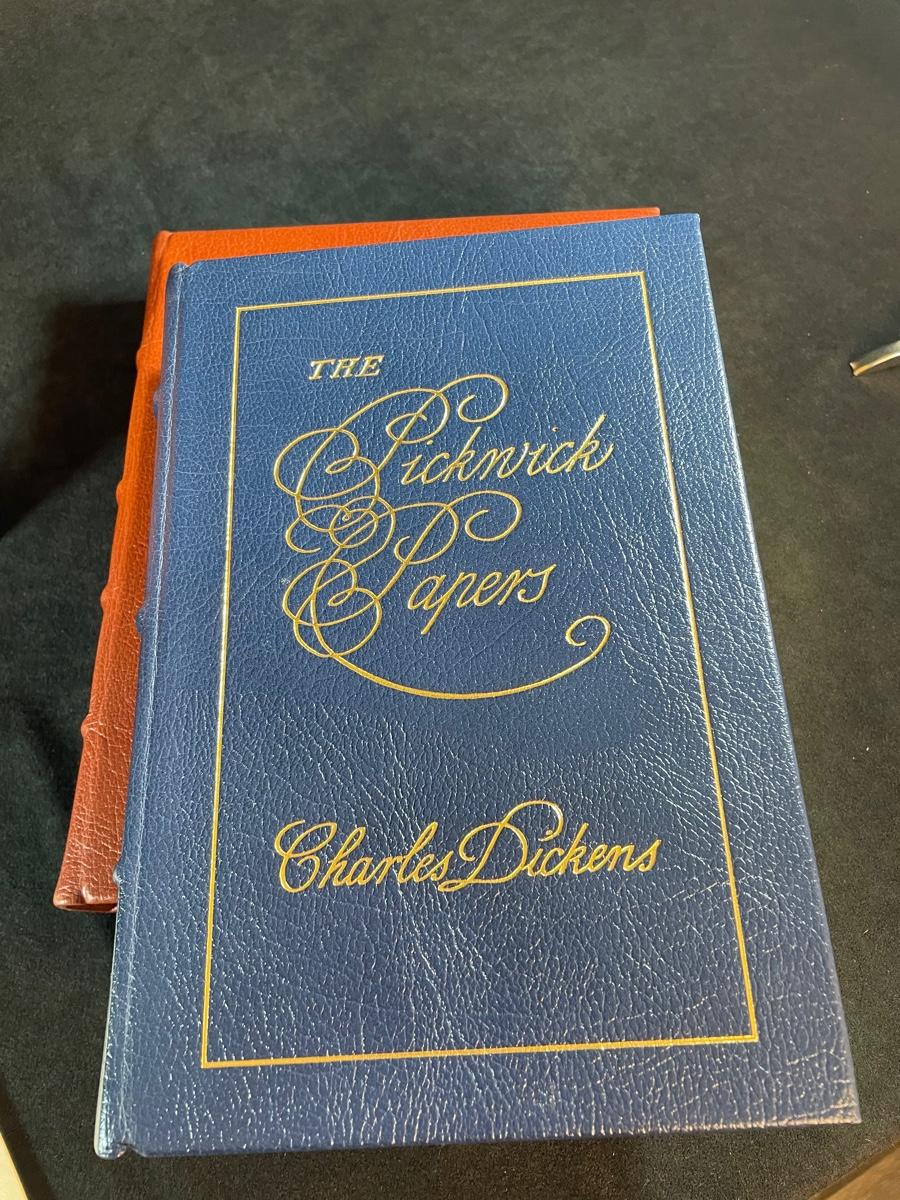 THE
Pickwick
Papers
Charles Dickens